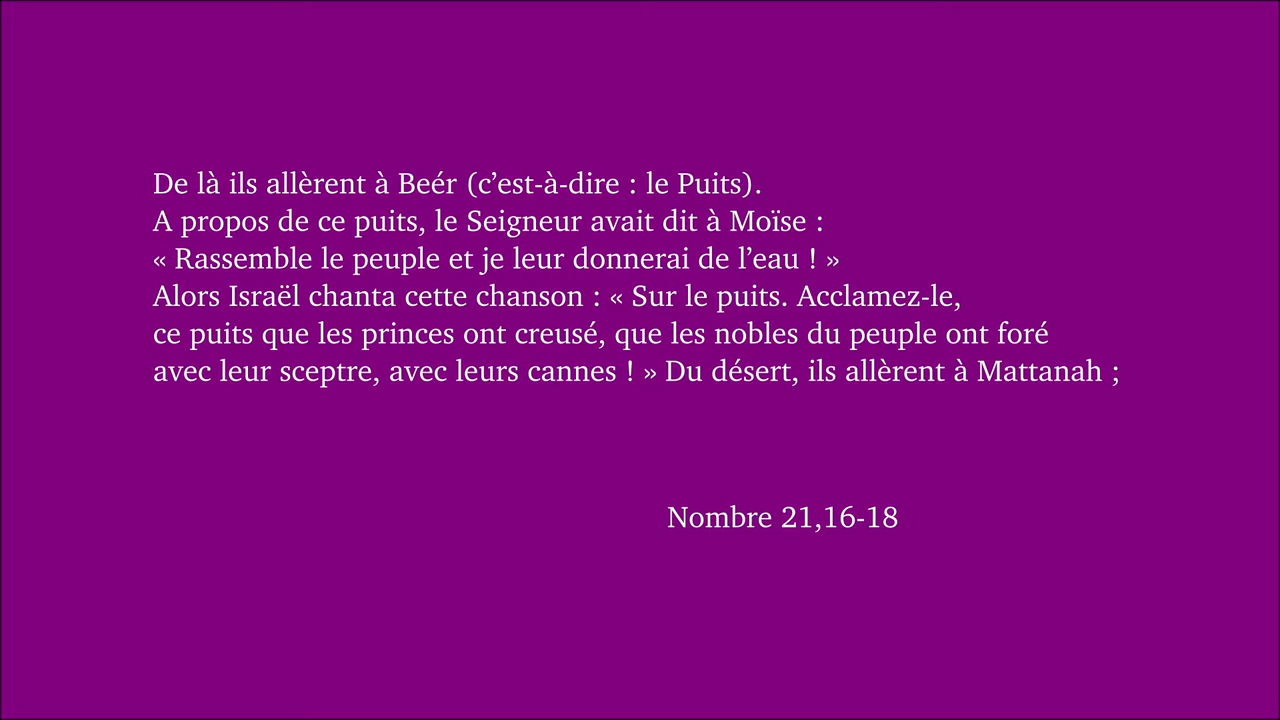 De là ils allèrent à Beér (c’est-à-dire : le Puits).
A propos de ce puits, le Seigneur avait dit à Moïse :
« Rassemble le peuple et je leur donnerai de l’eau ! »
Alors Israël chanta cette chanson : « Sur le puits. Acclamez-le,
ce puits que les princes ont creusé, que les nobles du peuple ont foré
avec leur sceptre, avec leurs cannes ! » Du désert, ils allèrent à Mattanah ;
Nombre 21,16-18